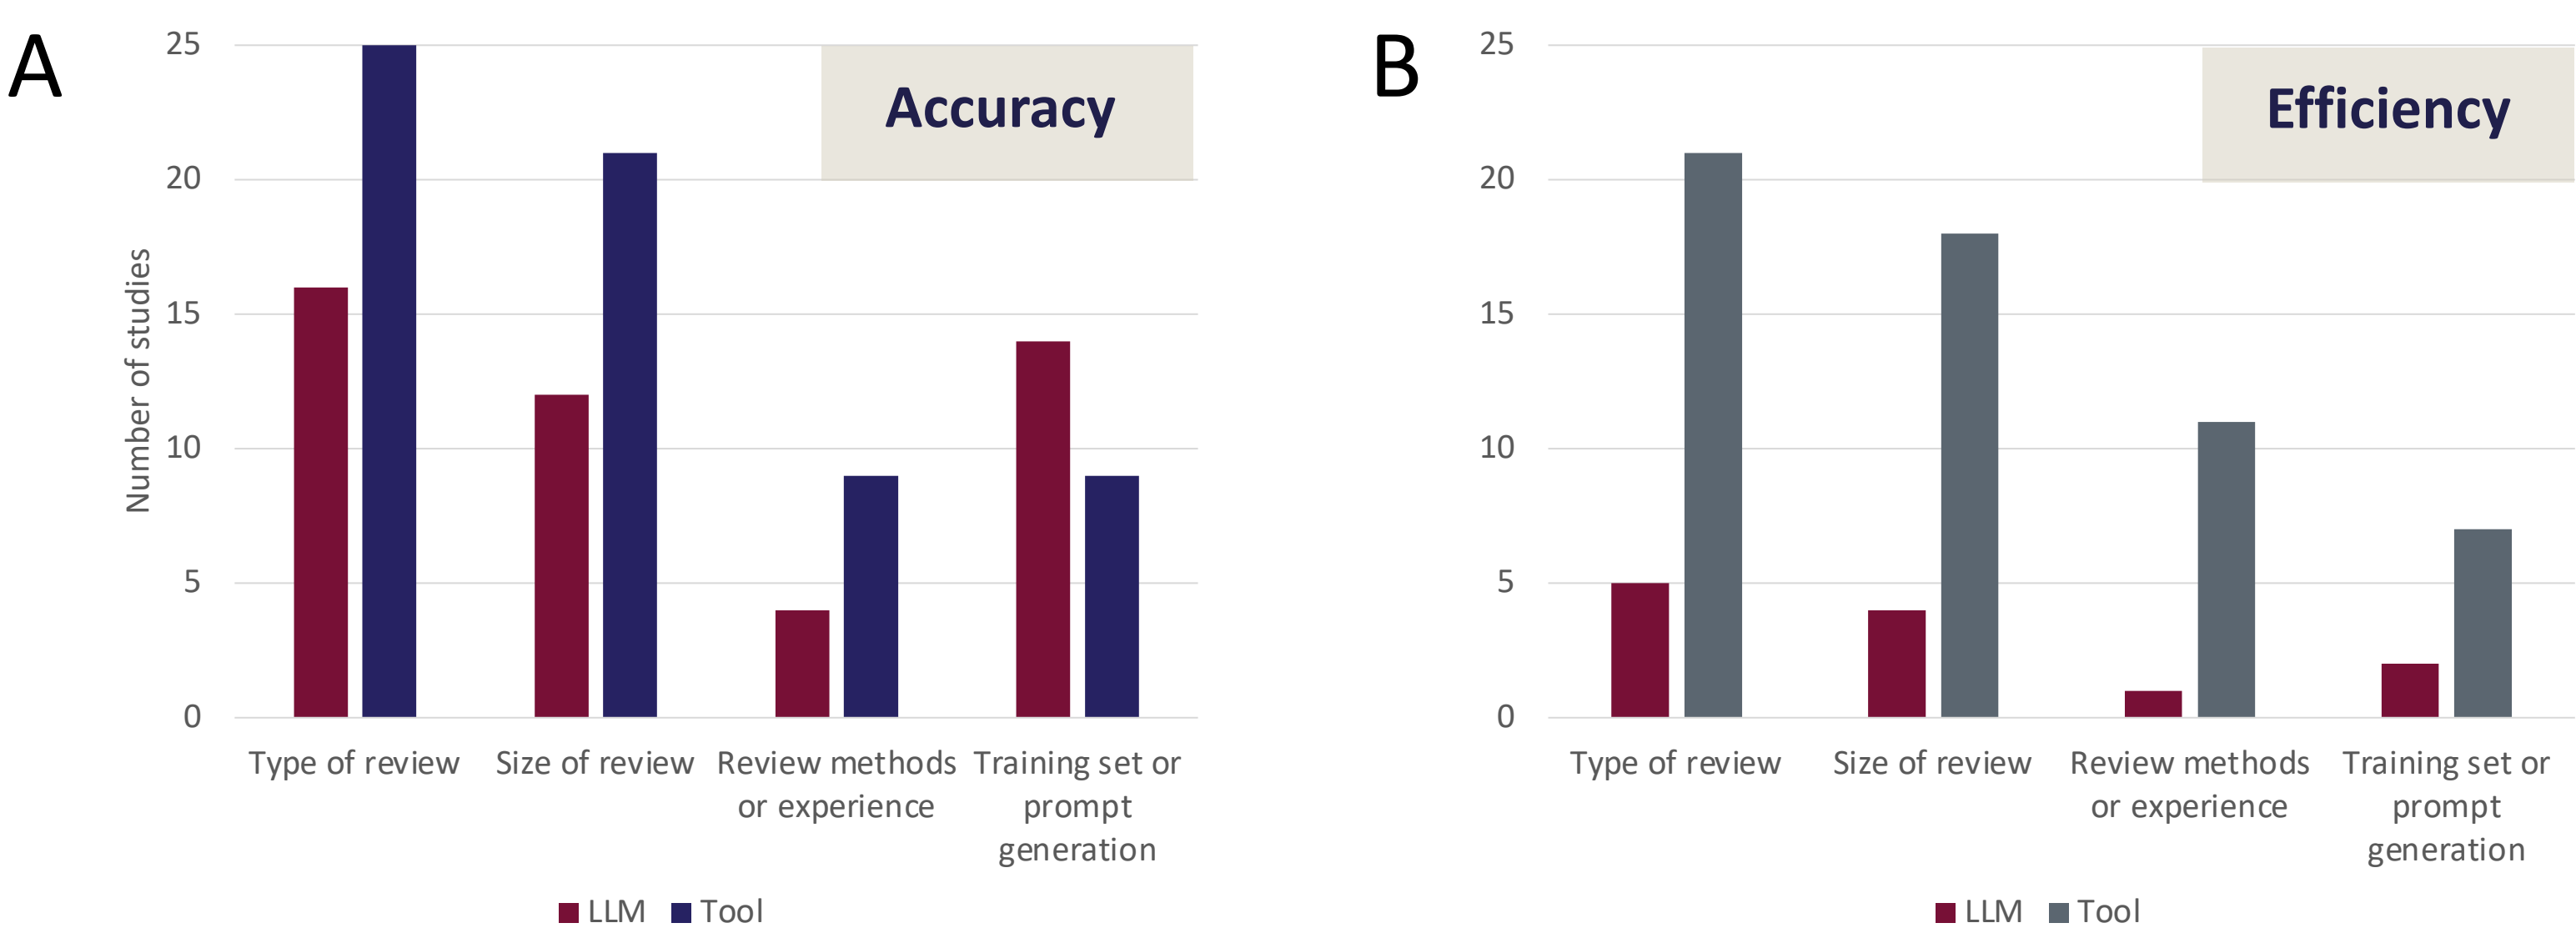 A
Accuracy
Number of studies
25
20
15
10
5
0
Type of review
Size of review
Review methods
or experience
Training set or
prompt
generation
LLM
Tool
B
Efficiency
25
20
15
10
5
0
Type of review
Size of review
Review methods
or experience
Training set or
prompt
generation
LLM
Tool